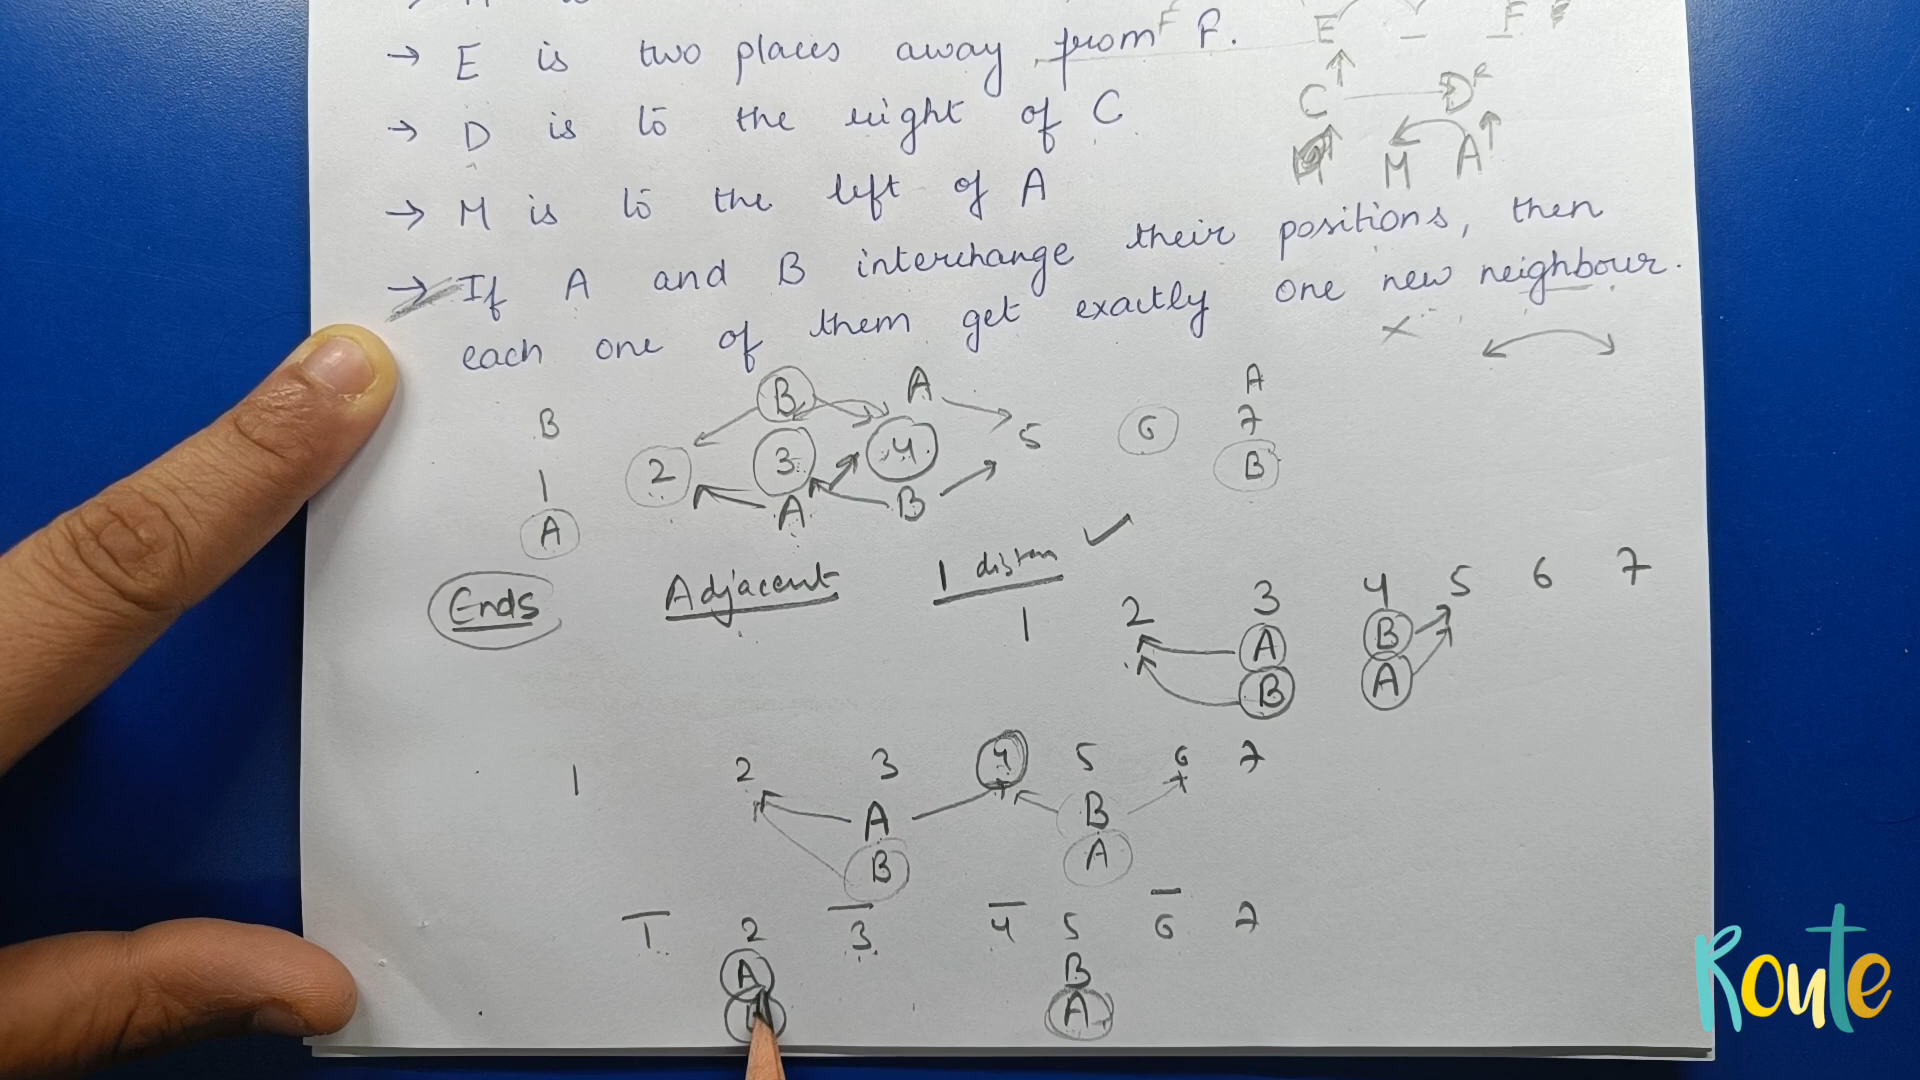 → E is two places away from F F.
→ D is to the right of C
→ M is to the left of A
→ If A and B interchange their positions, then
each one of them get exactly one new neighbour.
E _ F
C D R
M A
B B A A
1 2 3 4 5 6 7
A A B B
Ends Adjacent 1 distan ✓
1 2 3 4 5 6 7
A B
B A
1 2 3 4 5 6 7
A B
B A
1 2 3 4 5 6 7
A B
A
Route